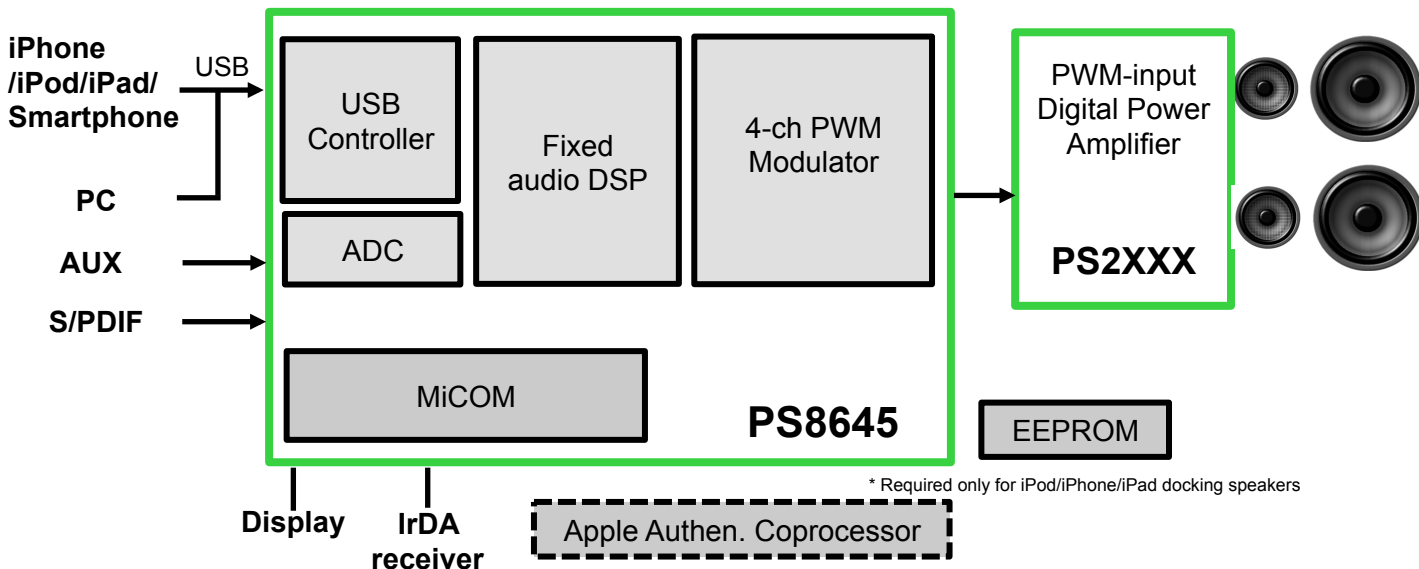 iPhone
/iPod/iPad/
Smartphone
USB
PC
AUX
S/PDIF
USB
Controller
ADC
Fixed
audio DSP
4-ch PWM
Modulator
MiCOM
PS8645
PWM-input
Digital Power
Amplifier
PS2XXX
EEPROM
* Required only for iPod/iPhone/iPad docking speakers
Display
IrDA
receiver
Apple Authen. Coprocessor